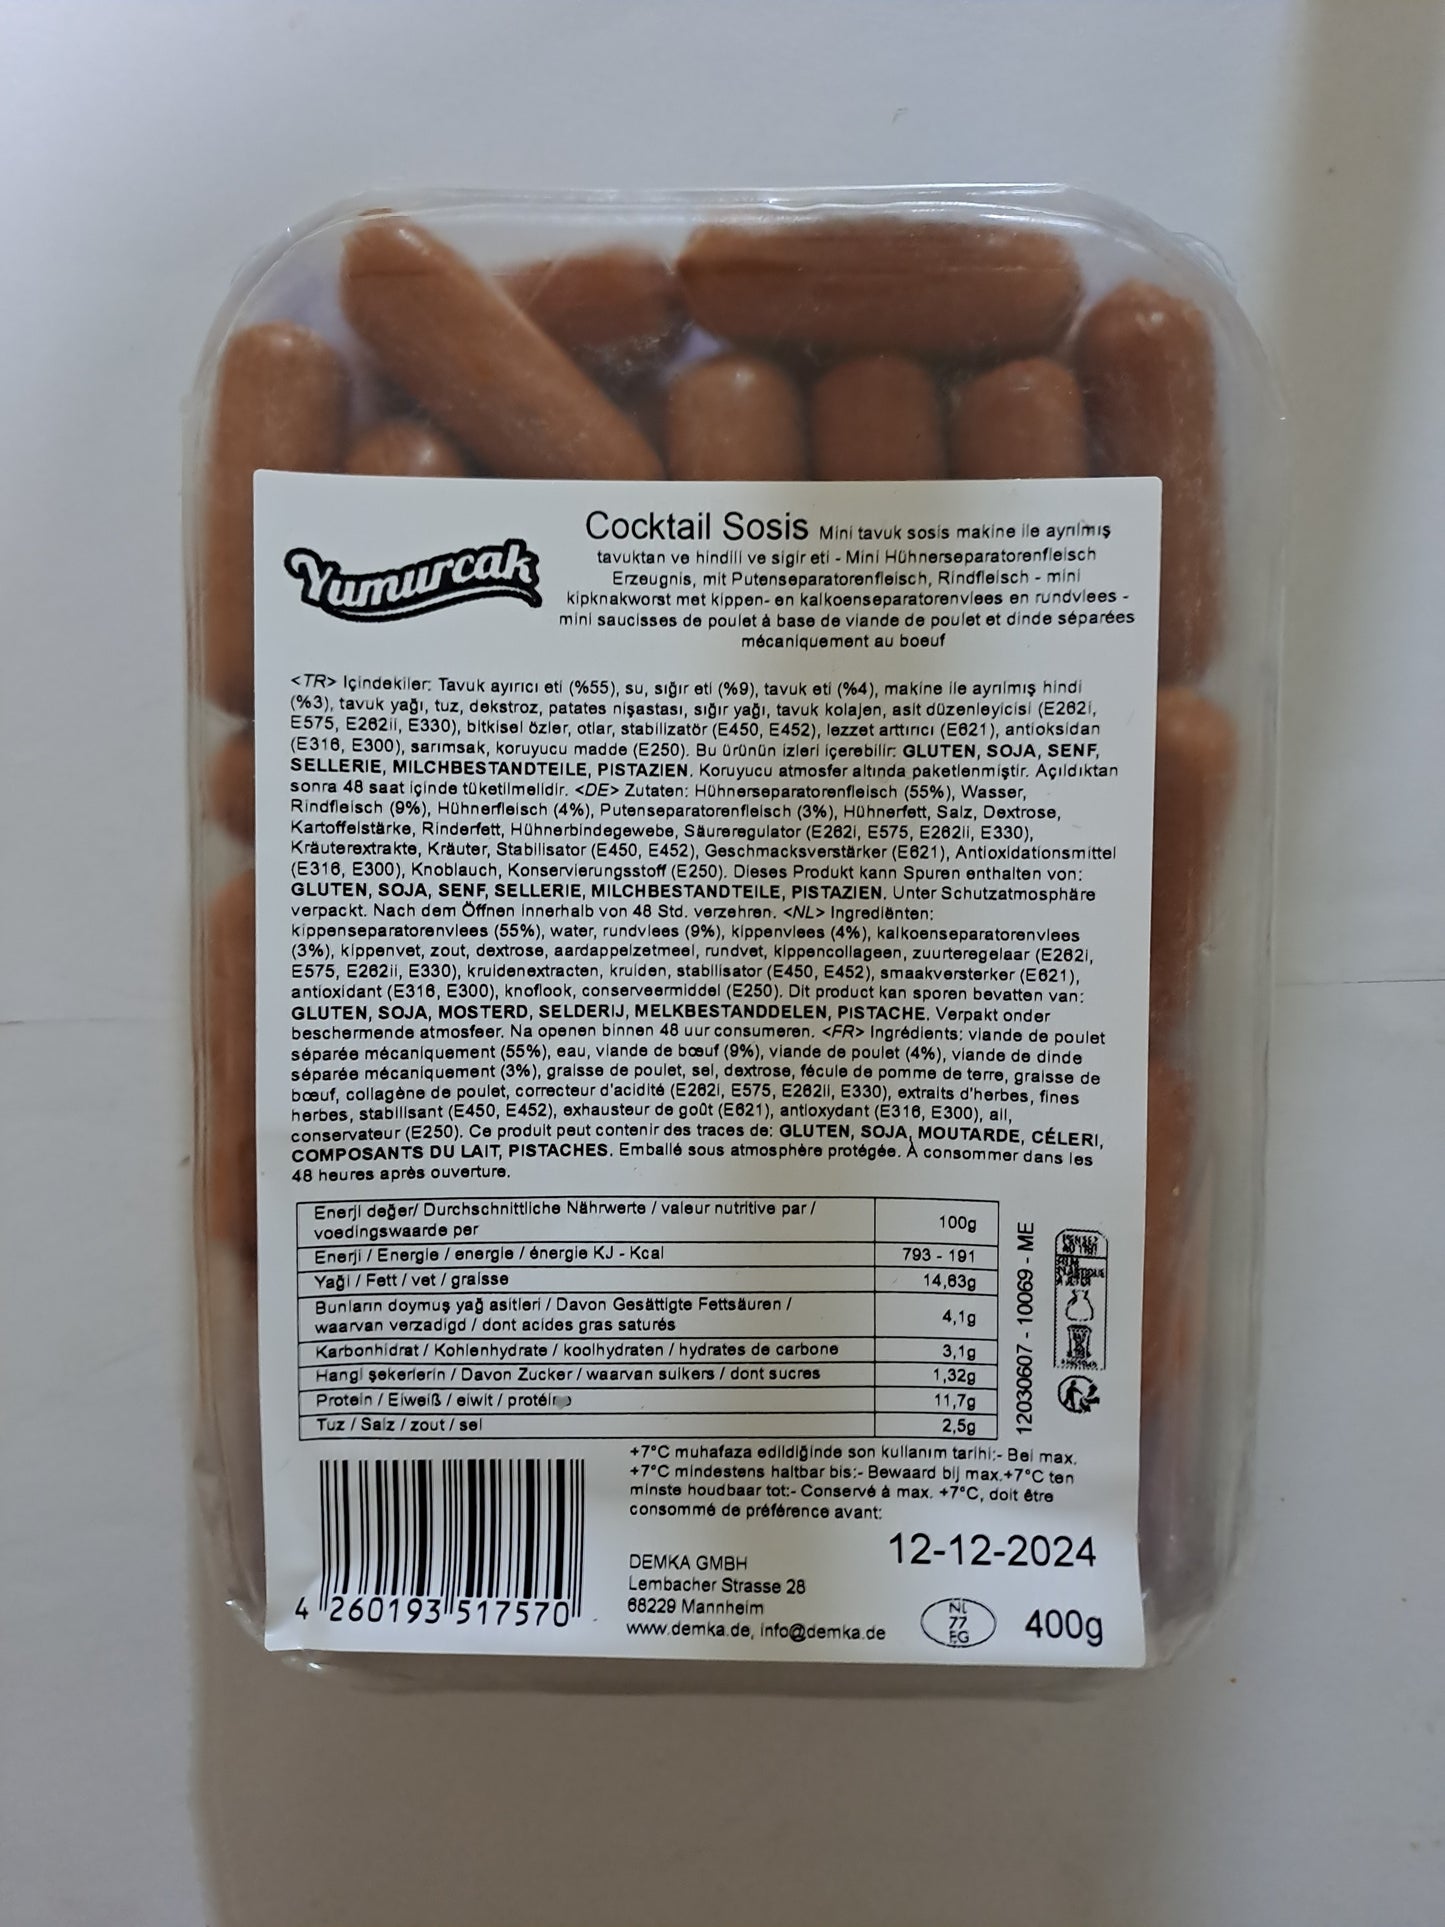 Yumurcak
Cocktail Sosis Mini tavuk sosis makine ile ayrılmış
tavuktan ve hindili ve sigir eti - Mini Hühnerseparatorenfleisch
Erzeugnis, mit Putenseparatorenfleisch, Rindfleisch - mini
kipknakworst met kippen- en kalkoenseparatorenvlees en rundvlees -
mini saucisses de poulet à base de viande de poulet et dinde séparées
mécaniquement au boeuf
<TR> Içindekiler: Tavuk ayırıcı eti (%55), su, sığır eti (%9), tavuk eti (%4), makine ile ayrılmış hindi
(%3), tavuk yağı, tuz, dekstroz, patates nişastası, sığır yağı, tavuk kolajen, asit düzenleyicisi (E262i,
E575, E262ii, E330), bitkisel özler, otlar, stabilizatör (E450, E452), lezzet arttırıcı (E621), antioksidan
(E316, E300), sarımsak, koruyucu madde (E250). Bu ürünün izleri içerebilir: GLUTEN, SOJA, SENF,
SELLERIE, MILCHBESTANDTEILE, PISTAZIEN. Koruyucu atmosfer altında paketlenmiştir. Açıldıktan
sonra 48 saat içinde tüketilmelidir. <DE> Zutaten: Hühnerseparatorenfleisch (55%), Wasser,
Rindfleisch (9%), Hühnerfleisch (4%), Putenseparatorenfleisch (3%), Hühnerfett, Salz, Dextrose,
Kartoffelstärke, Rinderfett, Hühnerbindegewebe, Säureregulator (E262i, E575, E262ii, E330),
Kräuterextrakte, Kräuter, Stabilisator (E450, E452), Geschmacksverstärker (E621), Antioxidationsmittel
(E316, E300), Knoblauch, Konservierungsstoff (E250). Dieses Produkt kann Spuren enthalten von:
GLUTEN, SOJA, SENF, SELLERIE, MILCHBESTANDTEILE, PISTAZIEN. Unter Schutzatmosphäre
verpackt. Nach dem Öffnen innerhalb von 48 Std. verzehren. <NL> Ingrediënten:
kippenseparatorenvlees (55%), water, rundvlees (9%), kippenvlees (4%), kalkoenseparatorenvlees
(3%), kippenvet, zout, dextrose, aardappelzetmeel, rundvet, kippencollageen, zuurteregelaar (E262i,
E575, E262ii, E330), kruidenextracten, kruiden, stabilisator (E450, E452), smaakversterker (E621),
antioxidant (E316, E300), knoflook, conserveermiddel (E250). Dit product kan sporen bevatten van:
GLUTEN, SOJA, MOSTERD, SELDERIJ, MELKBESTANDDELEN, PISTACHE. Verpakt onder
beschermende atmosfeer. Na openen binnen 48 uur consumeren. <FR> Ingrédients: viande de poulet
séparée mécaniquement (55%), eau, viande de bœuf (9%), viande de poulet (4%), viande de dinde
séparée mécaniquement (3%), graisse de poulet, sel, dextrose, fécule de pomme de terre, graisse de
bœuf, collagène de poulet, correcteur d'acidité (E262i, E575, E262ii, E330), extraits d'herbes, fines
herbes, stabilisant (E450, E452), exhausteur de goût (E621), antioxydant (E316, E300), ail,
conservateur (E250). Ce produit peut contenir des traces de: GLUTEN, SOJA, MOUTARDE, CÉLERI,
COMPOSANTS DU LAIT, PISTACHES. Emballé sous atmosphère protégée. À consommer dans les
48 heures après ouverture.
Enerji değer/ Durchschnittliche Nährwerte / valeur nutritive par /
voedingswaarde per 100g
Enerji / Energie / energie / énergie KJ - Kcal 793 - 191
Yaği / Fett / vet / graisse 14,63g
Bunların doymuş yağ asitleri / Davon Gesättigte Fettsäuren /
waarvan verzadigd / dont acides gras saturés 4,1g
Karbonhidrat / Kohlenhydrate / koolhydraten / hydrates de carbone 3,1g
Hangi şekerlerin / Davon Zucker / waarvan suikers / dont sucres 1,32g
Protein / Eiweiß / eiwit / 11,7g
Tuz / Salz / zout / sel 2,5g
12030607 - 10069 - ME
+7°C muhafaza edildiğinde son kullanım tarihi:- Bei max.
+7°C mindestens haltbar bis:- Bewaard bij max.+7°C ten
minste houdbaar tot:- Conservé à max. +7°C, doit être
consommé de préférence avant:
12-12-2024
DEMKA GMBH
Lembacher Strasse 28
68229 Mannheim
www.demka.de, info@demka.de
NL
77
EG
400g
4 260193 517570